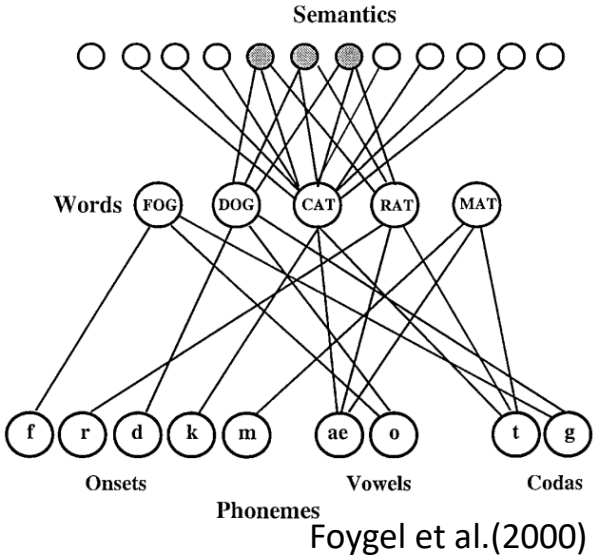 Semantics
Words FOG DOG CAT RAT MAT
f r d k m ae o t g
Onsets Vowels Codas
Phonemes
Foygel et al.(2000)